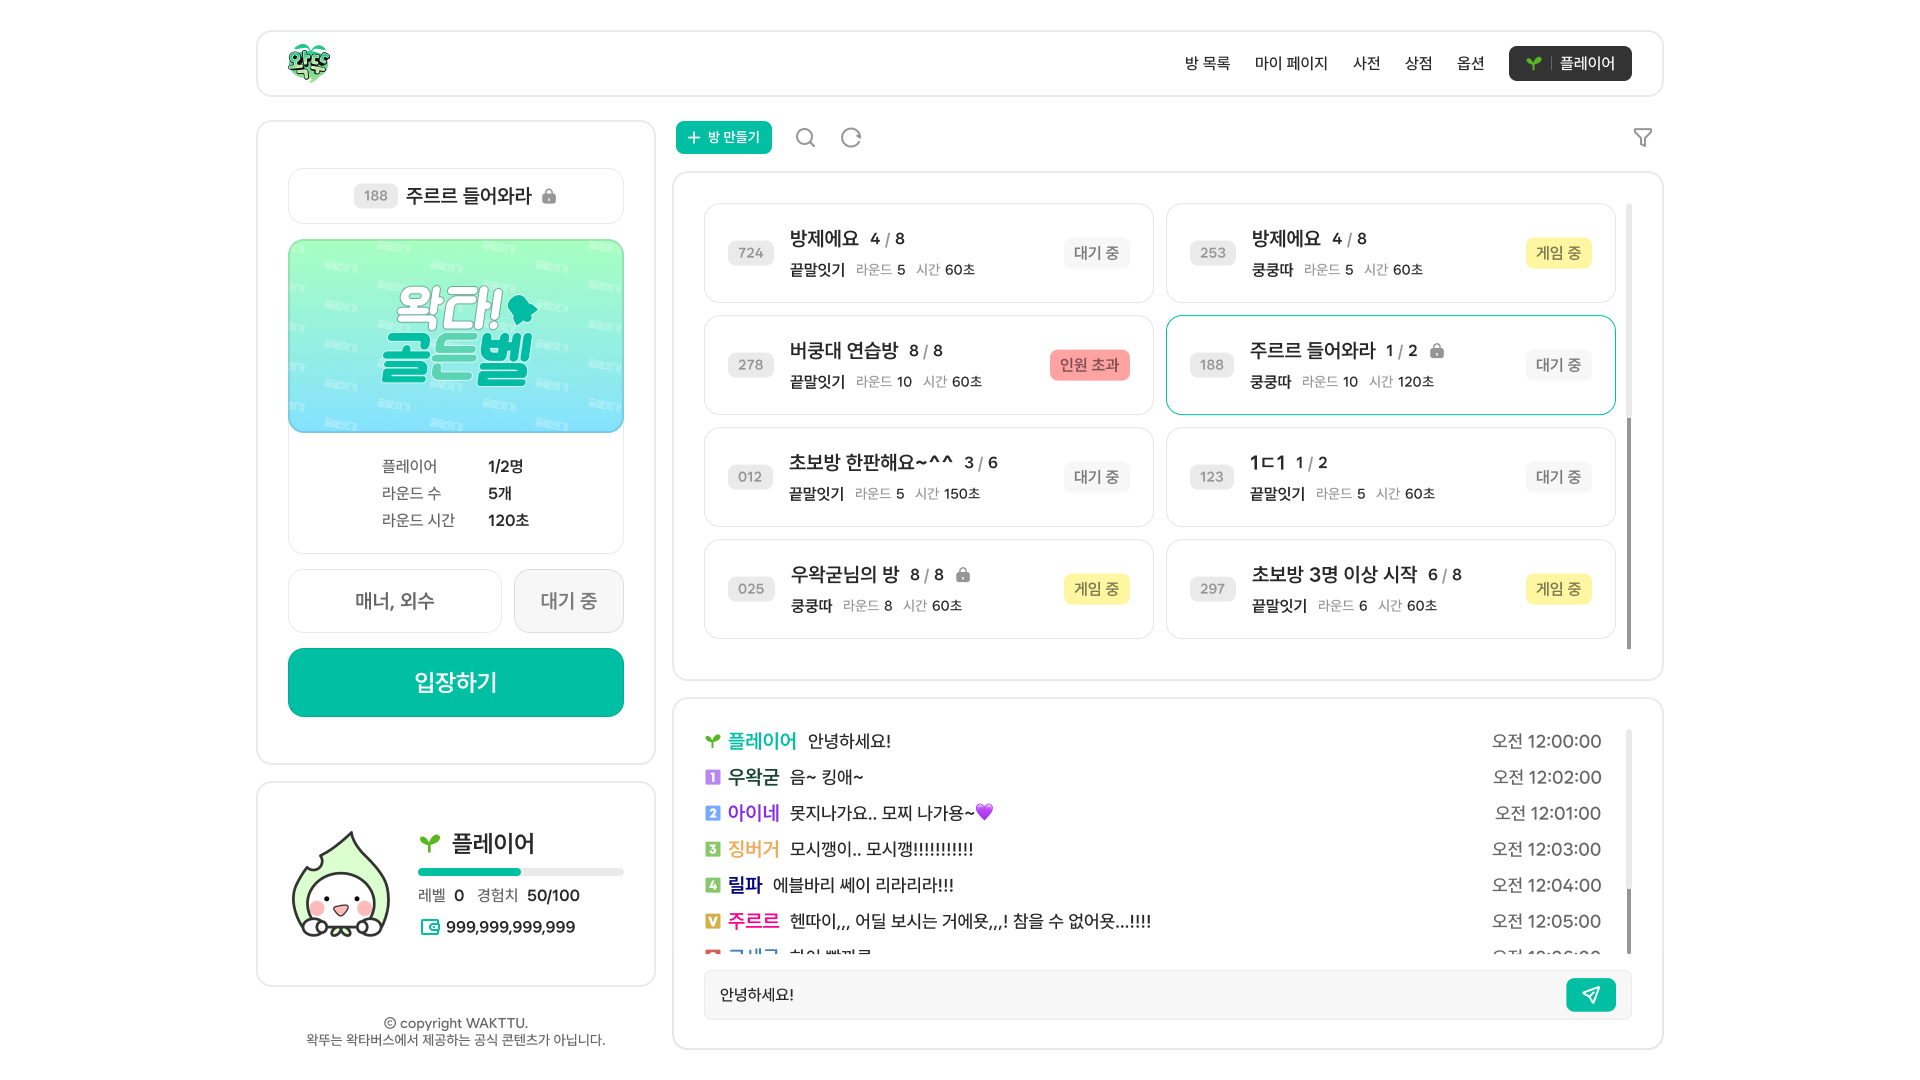 왁뚜
방 목록
마이 페이지
사전
상점
옵션
플레이어
188 주르르 들어와라
왁타!
골든벨
플레이어 1/2명
라운드 수 5개
라운드 시간 120초
매너, 외수
대기 중
입장하기
플레이어
레벨 0 경험치 50/100
999,999,999,999
© copyright WAKTTU.
왁뚜는 왁타버스에서 제공하는 공식 콘텐츠가 아닙니다.
방 만들기
724 방제에요 4 / 8 대기 중
끝말잇기 라운드 5 시간 60초
253 방제에요 4 / 8 게임 중
쿵쿵따 라운드 5 시간 60초
278 버쿵대 연습방 8 / 8 인원 초과
끝말잇기 라운드 10 시간 60초
188 주르르 들어와라 1 / 2 대기 중
쿵쿵따 라운드 10 시간 120초
012 초보방 한판해요~^^ 3 / 6 대기 중
끝말잇기 라운드 5 시간 150초
123 1ㄷ1 1 / 2 대기 중
끝말잇기 라운드 5 시간 60초
025 우왁굳님의 방 8 / 8 게임 중
쿵쿵따 라운드 8 시간 60초
297 초보방 3명 이상 시작 6 / 8 게임 중
끝말잇기 라운드 6 시간 60초
플레이어 안녕하세요! 오전 12:00:00
1 우왁굳 음~ 킹애~ 오전 12:02:00
2 아이네 못지나가요.. 모찌 나가용~💜 오전 12:01:00
3 징버거 모시깽이.. 모시깽!!!!!!!!!!! 오전 12:03:00
4 릴파 에블바리 쎄이 리라리라!!! 오전 12:04:00
V 주르르 헨따이,,, 어딜 보시는 거에욧,,,! 참을 수 없어욧...!!!! 오전 12:05:00
안녕하세요!